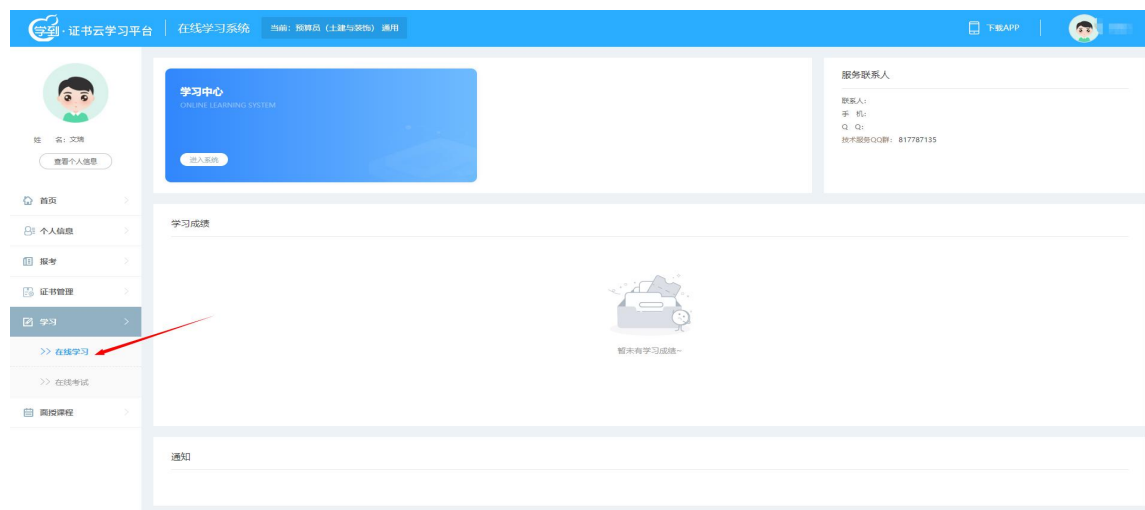 学到·证书云学习平台
在线学习系统
当前: 预算员 (土建与装饰) 通用
下载APP
姓 名: 文琬
查看个人信息
首页
个人信息
报考
证书管理
学习
>> 在线学习
>> 在线考试
面授课程
学习中心
ONLINE LEARNING SYSTEM
进入系统
服务联系人
联系人:
手 机:
Q Q:
技术服务QQ群: 817787135
学习成绩
暂未有学习成绩~
通知